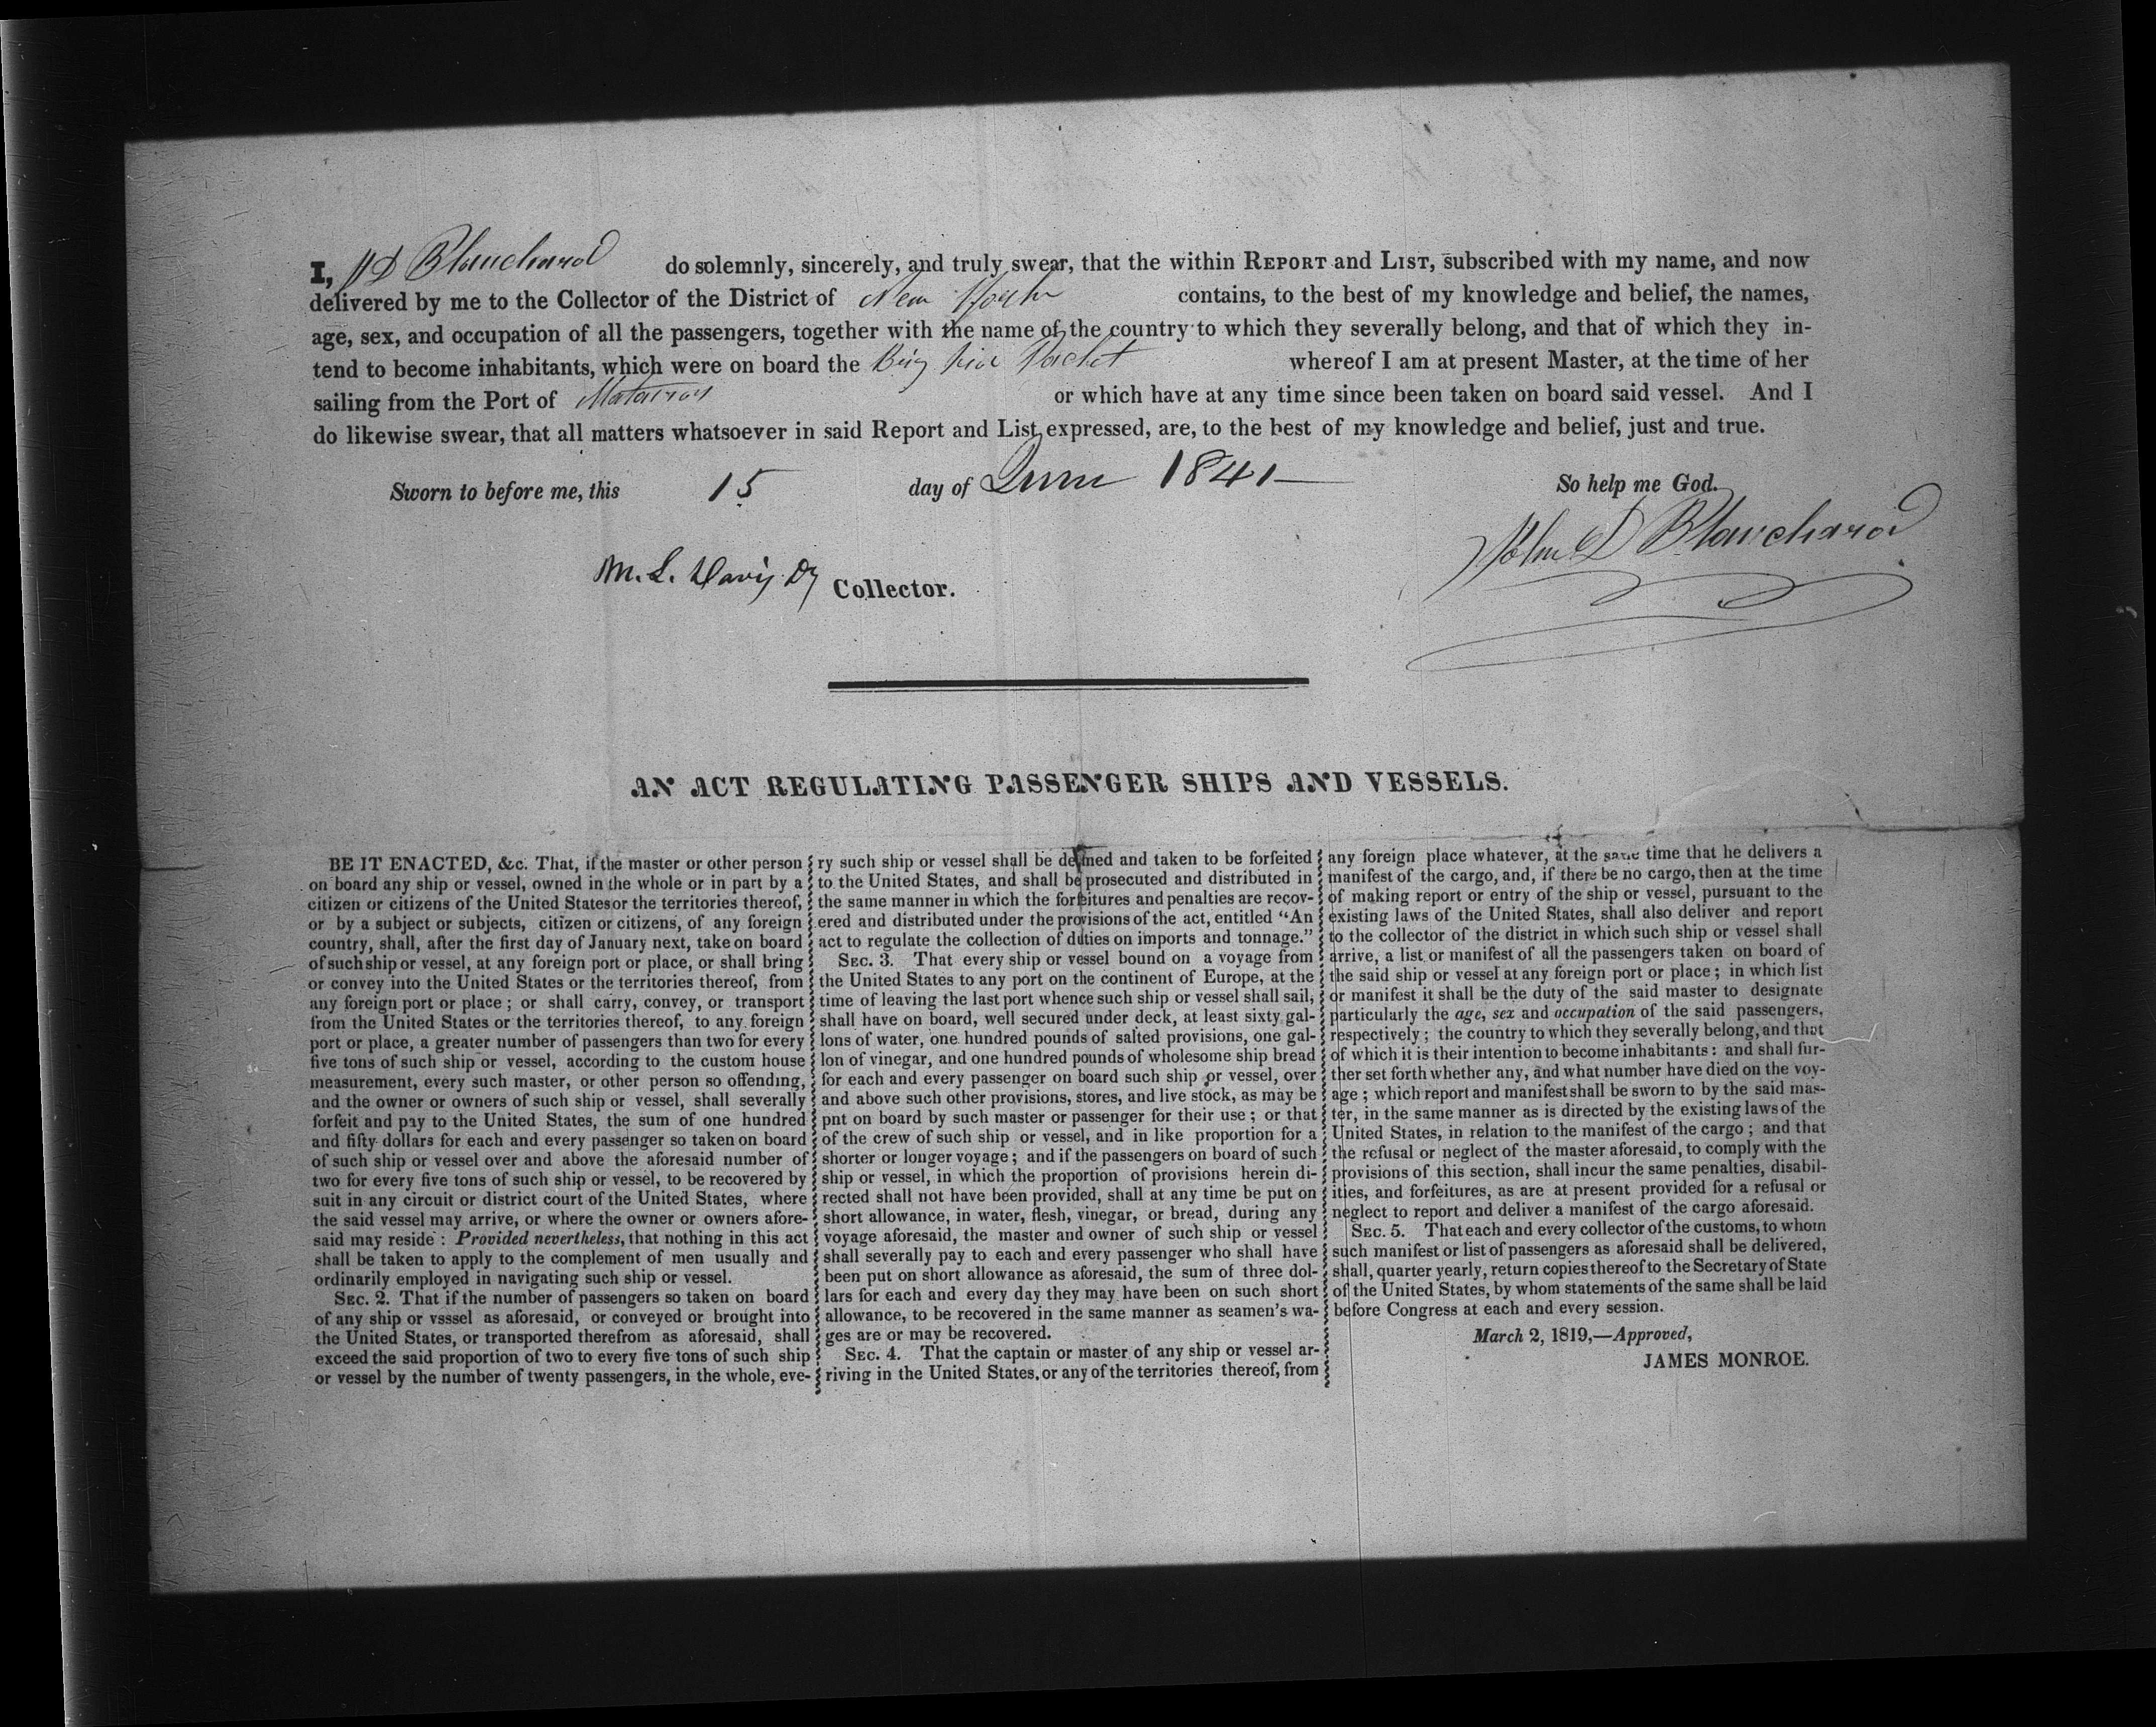 I, J D Blanchard do solemnly, sincerely, and truly swear, that the within REPORT and LIST, subscribed with my name, and now
delivered by me to the Collector of the District of New York contains, to the best of my knowledge and belief, the names,
age, sex, and occupation of all the passengers, together with the name of the country to which they severally belong, and that of which they in-
tend to become inhabitants, which were on board the Brig Packet whereof I am at present Master, at the time of her
sailing from the Port of or which have at any time since been taken on board said vessel. And I
do likewise swear, that all matters whatsoever in said Report and List expressed, are, to the best of my knowledge and belief, just and true.
Sworn to before me, this 15 day of June 1841 So help me God.
John D Blanchard
M. L. Davis Dy Collector.
AN ACT REGULATING PASSENGER SHIPS AND VESSELS.
BE IT ENACTED, &c. That, if the master or other person
on board any ship or vessel, owned in the whole or in part by a
citizen or citizens of the United States or the territories thereof,
or by a subject or subjects, citizen or citizens, of any foreign
country, shall, after the first day of January next, take on board
of such ship or vessel, at any foreign port or place, or shall bring
or convey into the United States or the territories thereof, from
any foreign port or place; or shall carry, convey, or transport
from the United States or the territories thereof, to any foreign
port or place, a greater number of passengers than two for every
five tons of such ship or vessel, according to the custom house
measurement, every such master, or other person so offending,
and the owner or owners of such ship or vessel, shall severally
forfeit and pay to the United States, the sum of one hundred
and fifty dollars for each and every passenger so taken on board
of such ship or vessel over and above the aforesaid number of
two for every five tons of such ship or vessel, to be recovered by
suit in any circuit or district court of the United States, where
the said vessel may arrive, or where the owner or owners afore-
said may reside: Provided nevertheless, that nothing in this act
shall be taken to apply to the complement of men usually and
ordinarily employed in navigating such ship or vessel.
SEC. 2. That if the number of passengers so taken on board
of any ship or vsssel as aforesaid, or conveyed or brought into
the United States, or transported therefrom as aforesaid, shall
exceed the said proportion of two to every five tons of such ship
or vessel by the number of twenty passengers, in the whole, eve-
ry such ship or vessel shall be deemed and taken to be forfeited
to the United States, and shall be prosecuted and distributed in
the same manner in which the forfeitures and penalties are recov-
ered and distributed under the provisions of the act, entitled “An
act to regulate the collection of duties on imports and tonnage.”
SEC. 3. That every ship or vessel bound on a voyage from
the United States to any port on the continent of Europe, at the
time of leaving the last port whence such ship or vessel shall sail,
shall have on board, well secured under deck, at least sixty gal-
lons of water, one hundred pounds of salted provisions, one gal-
lon of vinegar, and one hundred pounds of wholesome ship bread
for each and every passenger on board such ship or vessel, over
and above such other provisions, stores, and live stock, as may be
pnt on board by such master or passenger for their use; or that
of the crew of such ship or vessel, and in like proportion for a
shorter or longer voyage; and if the passengers on board of such
ship or vessel, in which the proportion of provisions herein di-
rected shall not have been provided, shall at any time be put on
short allowance, in water, flesh, vinegar, or bread, during any
voyage aforesaid, the master and owner of such ship or vessel
shall severally pay to each and every passenger who shall have
been put on short allowance as aforesaid, the sum of three dol-
lars for each and every day they may have been on such short
allowance, to be recovered in the same manner as seamen's wa-
ges are or may be recovered.
SEC. 4. That the captain or master of any ship or vessel ar-
riving in the United States, or any of the territories thereof, from
any foreign place whatever, at the same time that he delivers a
manifest of the cargo, and, if there be no cargo, then at the time
of making report or entry of the ship or vessel, pursuant to the
existing laws of the United States, shall also deliver and report
to the collector of the district in which such ship or vessel shall
arrive, a list or manifest of all the passengers taken on board of
the said ship or vessel at any foreign port or place; in which list
or manifest it shall be the duty of the said master to designate
particularly the age, sex and occupation of the said passengers,
respectively; the country to which they severally belong, and that
of which it is their intention to become inhabitants: and shall fur-
ther set forth whether any, and what number have died on the voy-
age; which report and manifest shall be sworn to by the said mas-
ter, in the same manner as is directed by the existing laws of the
United States, in relation to the manifest of the cargo; and that
the refusal or neglect of the master aforesaid, to comply with the
provisions of this section, shall incur the same penalties, disabil-
ities, and forfeitures, as are at present provided for a refusal or
neglect to report and deliver a manifest of the cargo aforesaid.
SEC. 5. That each and every collector of the customs, to whom
such manifest or list of passengers as aforesaid shall be delivered,
shall, quarter yearly, return copies thereof to the Secretary of State
of the United States, by whom statements of the same shall be laid
before Congress at each and every session.
March 2, 1819,—Approved,
JAMES MONROE.